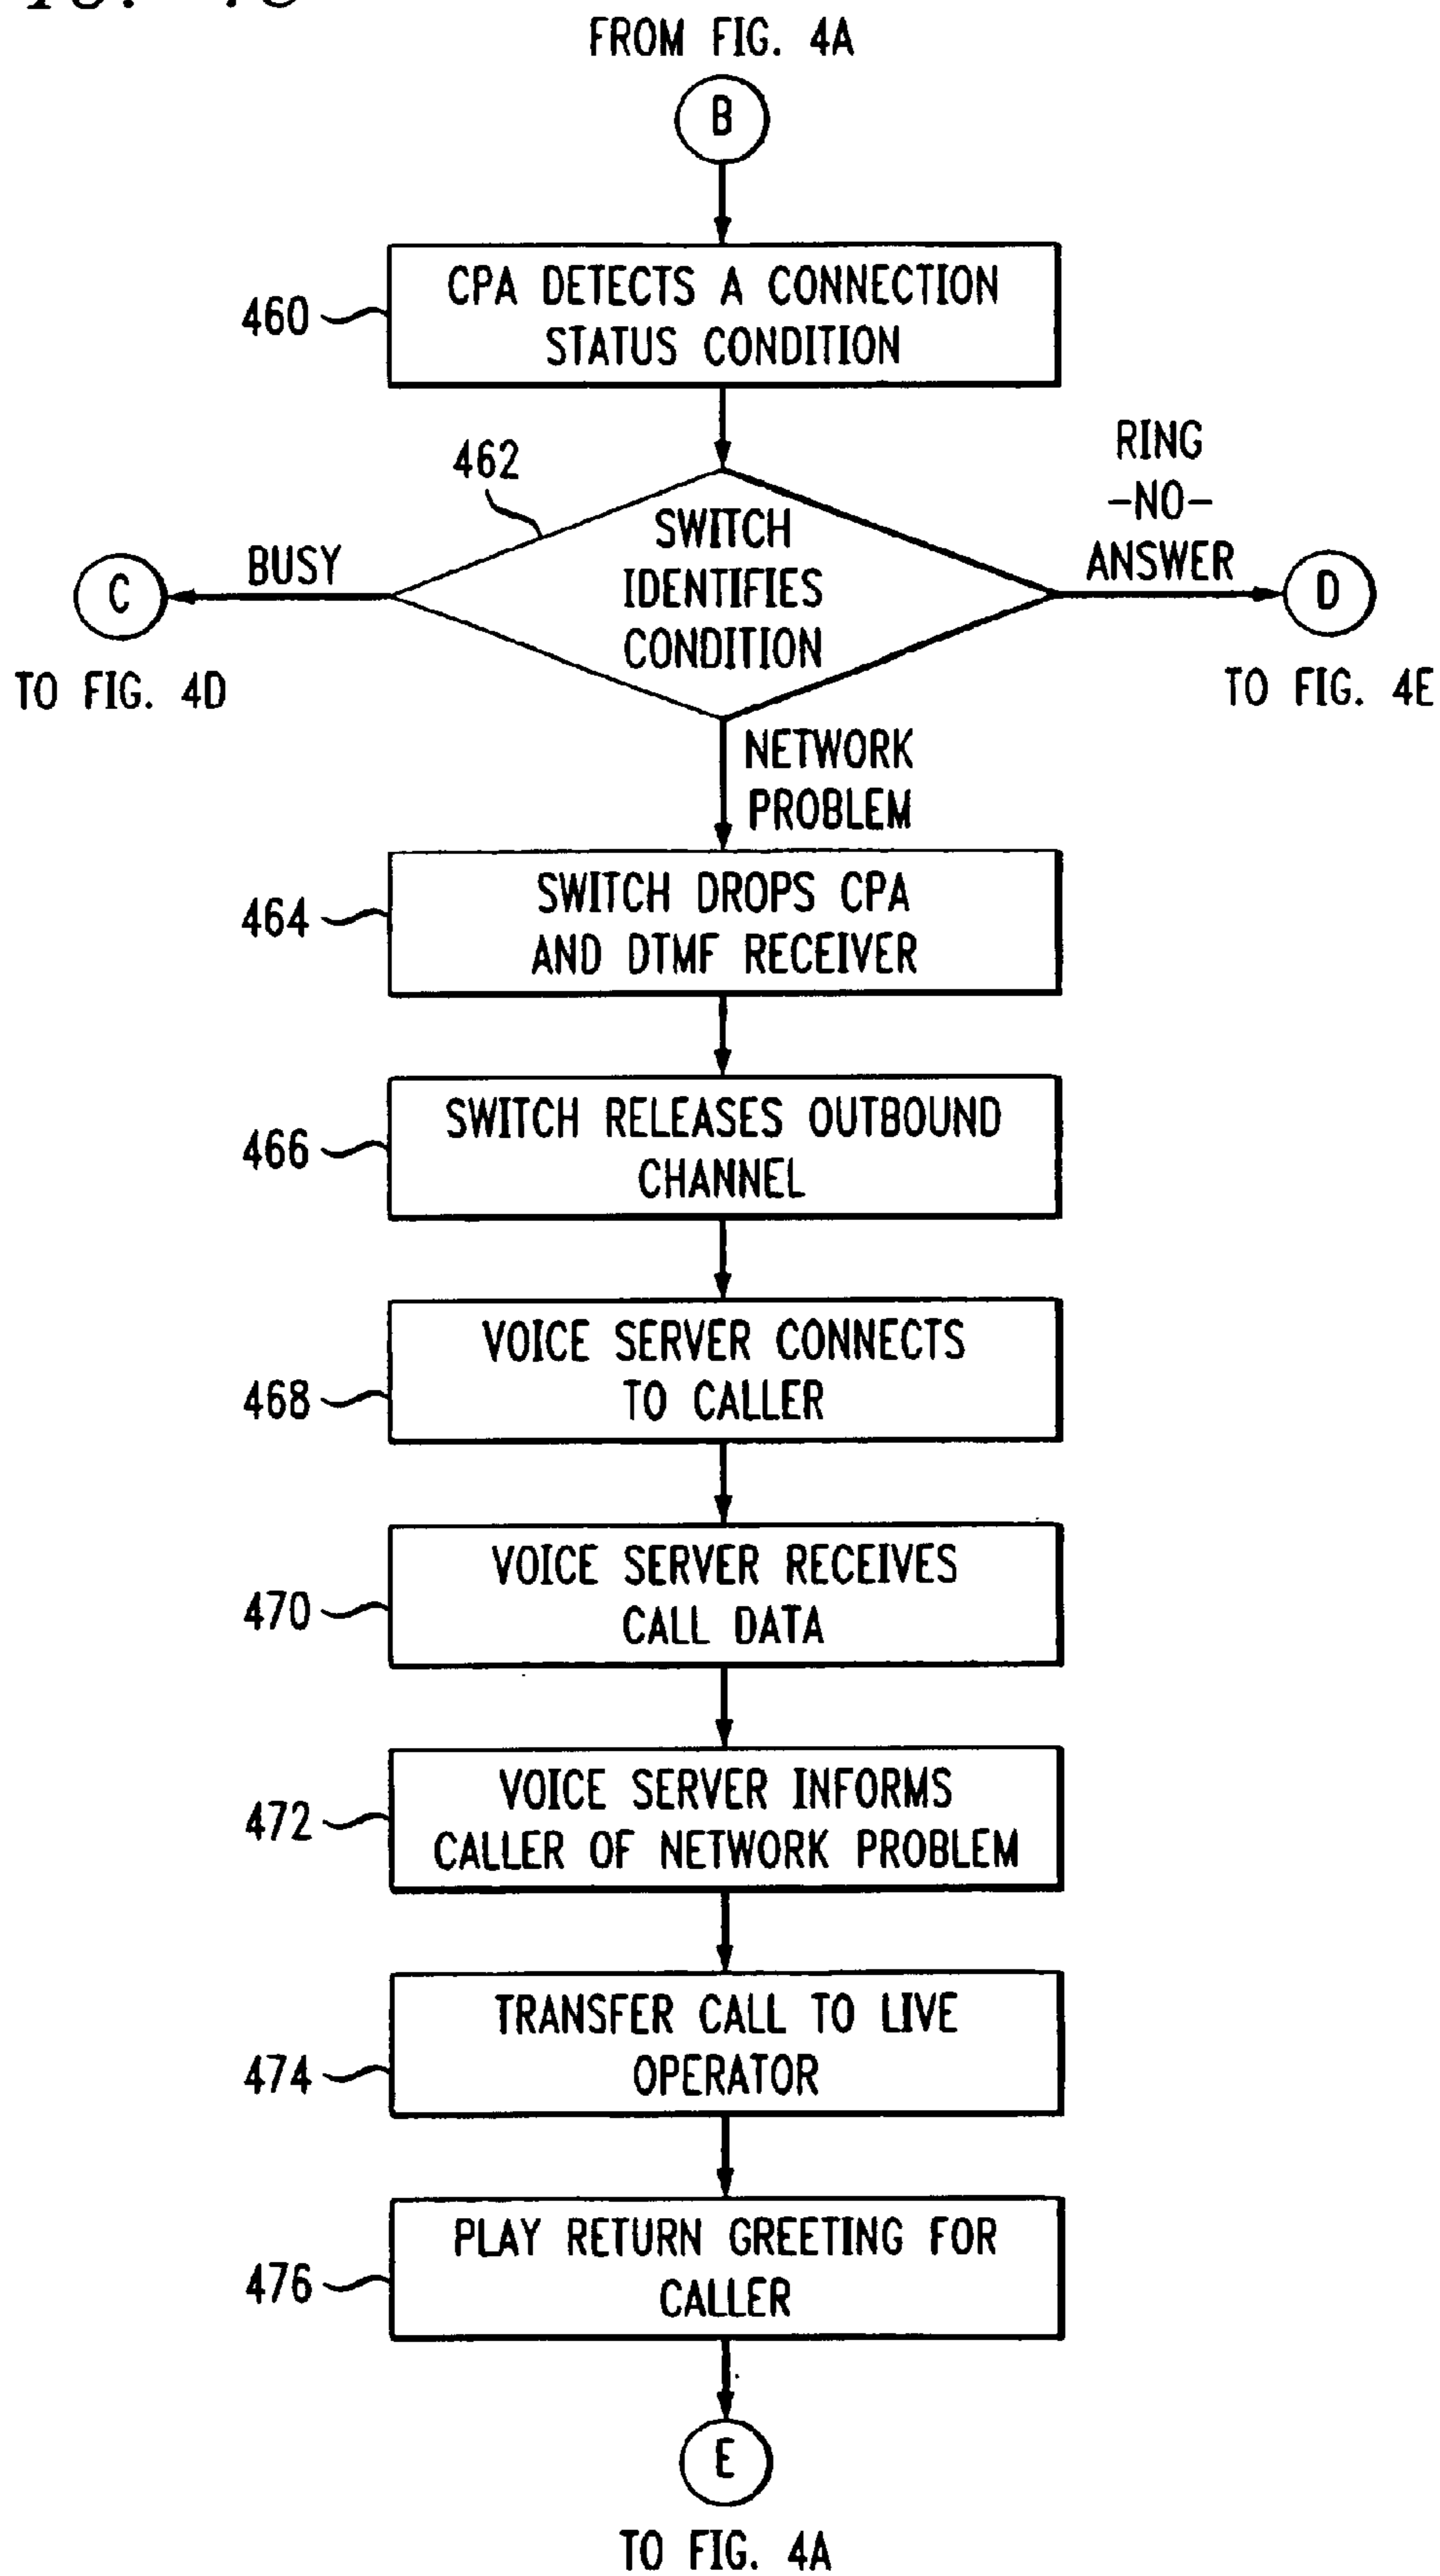 FROM FIG. 4A
B
CPA DETECTS A CONNECTION
STATUS CONDITION
460
462
SWITCH
IDENTIFIES
CONDITION
BUSY
C
TO FIG. 4D
RING
-NO-
ANSWER
D
TO FIG. 4E
NETWORK
PROBLEM
SWITCH DROPS CPA
AND DTMF RECEIVER
464
SWITCH RELEASES OUTBOUND
CHANNEL
466
VOICE SERVER CONNECTS
TO CALLER
468
VOICE SERVER RECEIVES
CALL DATA
470
VOICE SERVER INFORMS
CALLER OF NETWORK PROBLEM
472
TRANSFER CALL TO LIVE
OPERATOR
474
PLAY RETURN GREETING FOR
CALLER
476
E
TO FIG. 4A